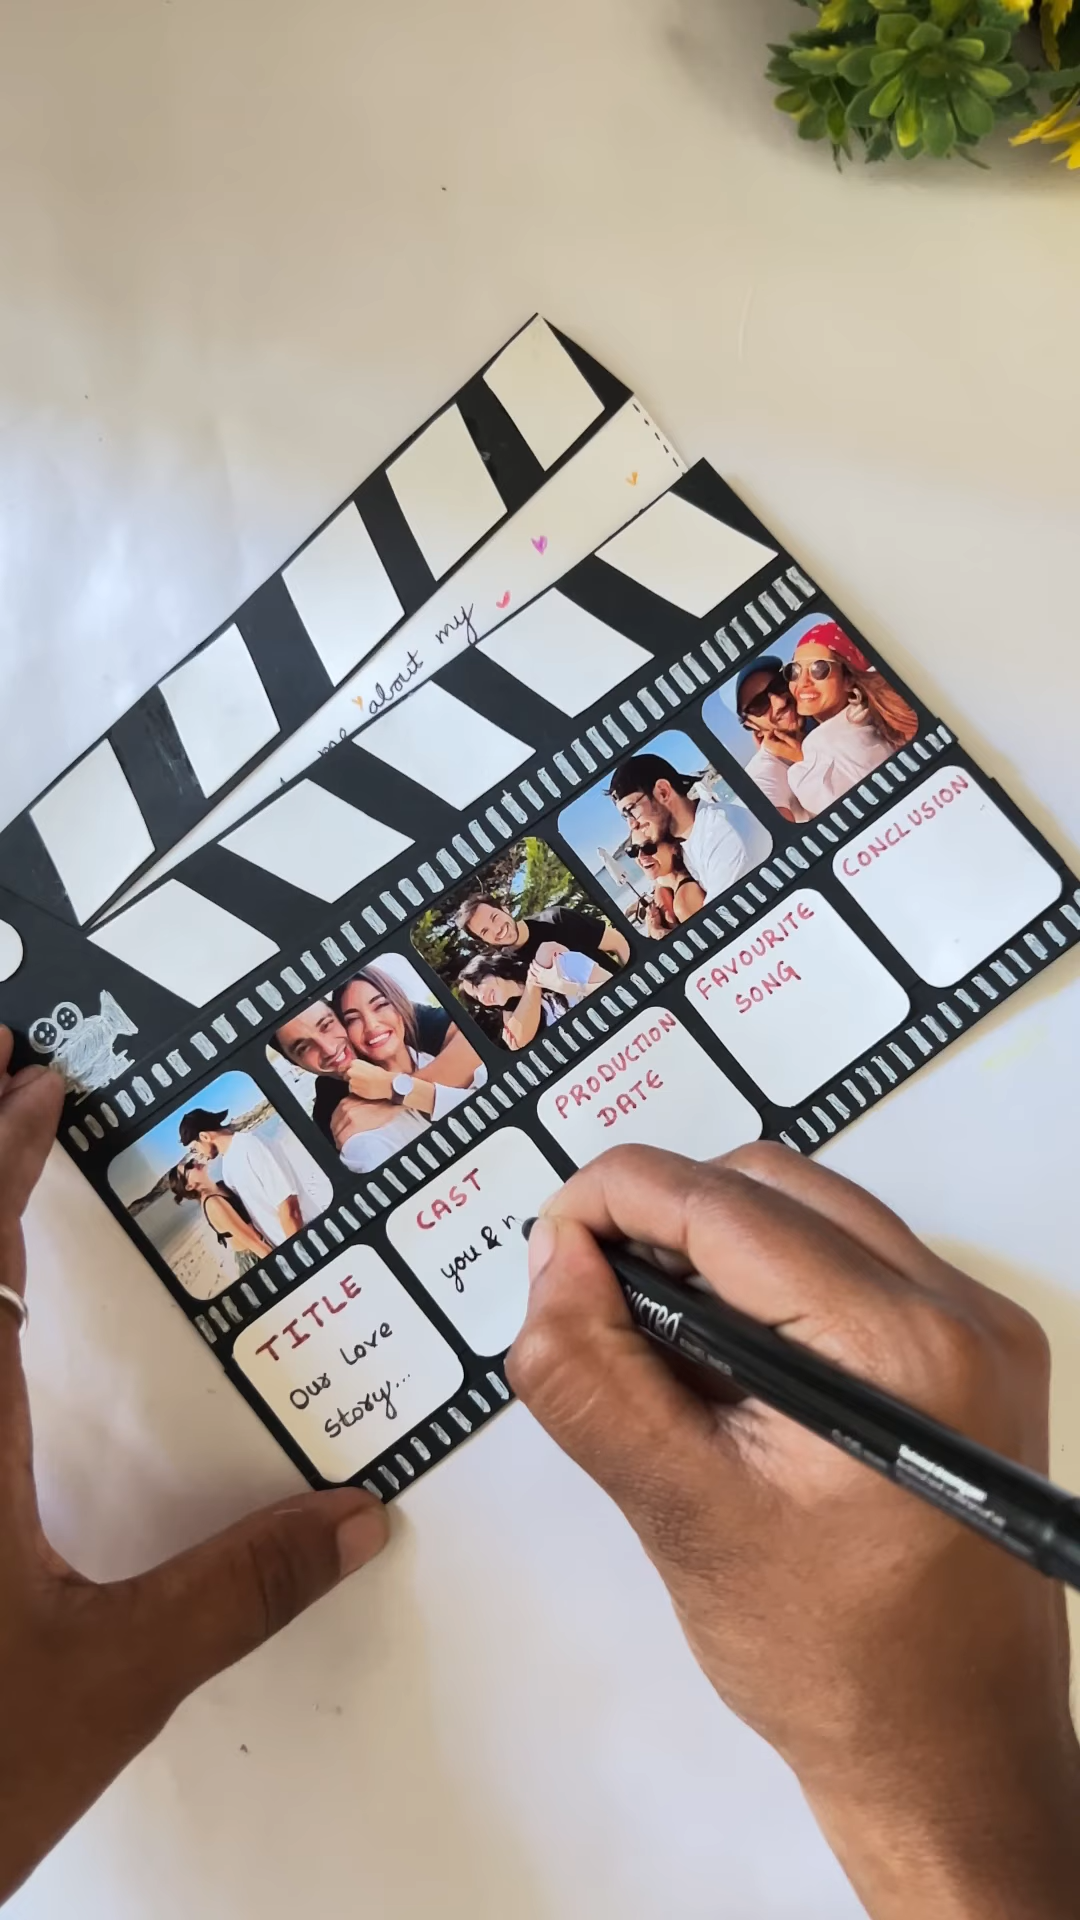 about my
TITLE
Our Love
story...
CAST
you &
PRODUCTION
DATE
FAVOURITE
SONG
CONCLUSION